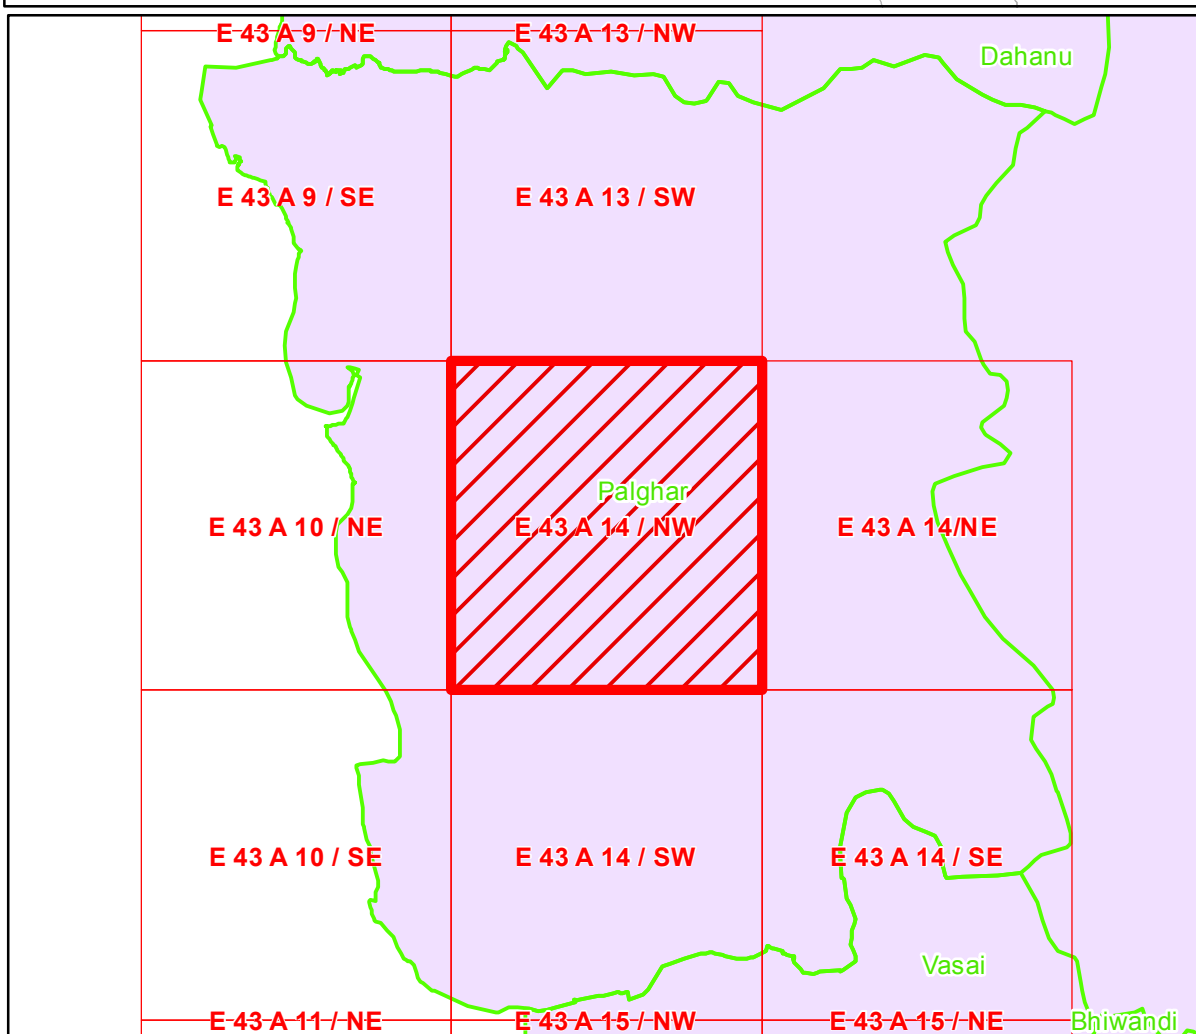 E 43 A 9 / NE
E 43 A 13 / NW
Dahanu
E 43 A 9 / SE
E 43 A 13 / SW
Palghar
E 43 A 10 / NE
E 43 A 14 / NW
E 43 A 14/NE
E 43 A 10 / SE
E 43 A 14 / SW
E 43 A 14 / SE
Vasai
E 43 A 11 / NE
E 43 A 15 / NW
E 43 A 15 / NE
Bhiwandi